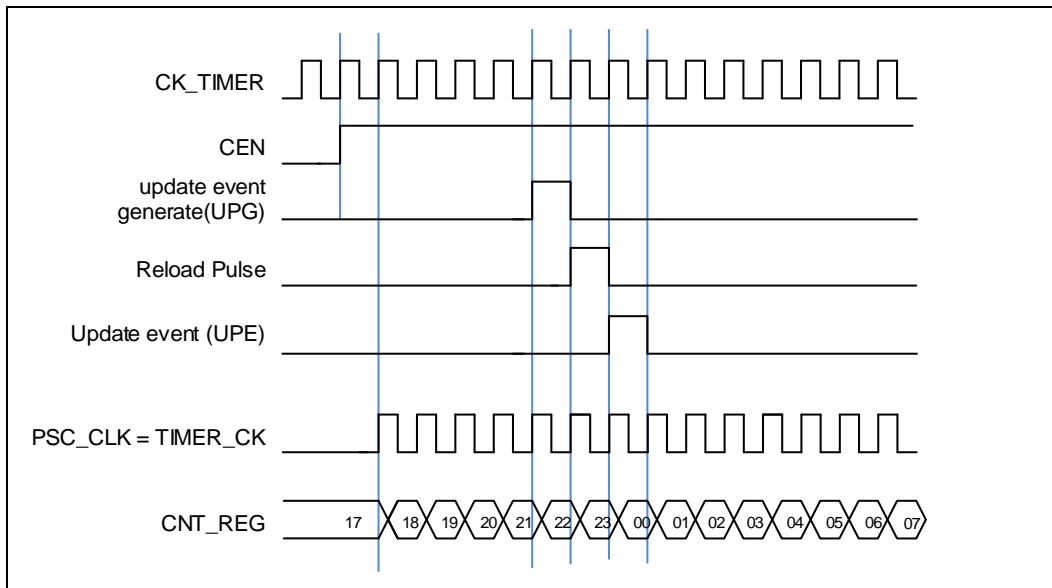 CK_TIMER
CEN
update event
generate(UPG)
Reload Pulse
Update event (UPE)
PSC_CLK = TIMER_CK
CNT_REG 17 18 19 20 21 22 23 00 01 02 03 04 05 06 07